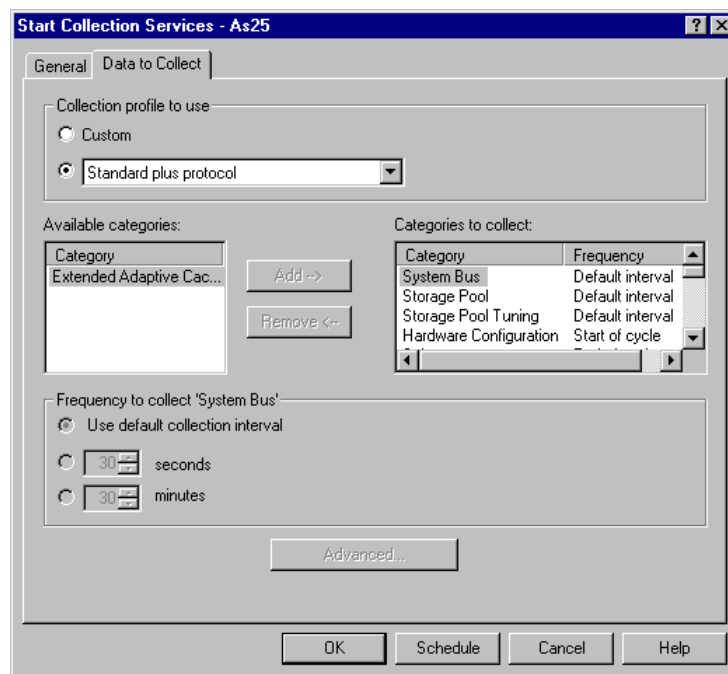 Start Collection Services - As25
General Data to Collect
Collection profile to use
Custom
Standard plus protocol
Available categories:
Category
Extended Adaptive Cac...
Add -->
Remove <--
Categories to collect:
Category Frequency
System Bus Default interval
Storage Pool Default interval
Storage Pool Tuning Default interval
Hardware Configuration Start of cycle
Frequency to collect 'System Bus'
Use default collection interval
30 seconds
30 minutes
Advanced...
OK Schedule Cancel Help